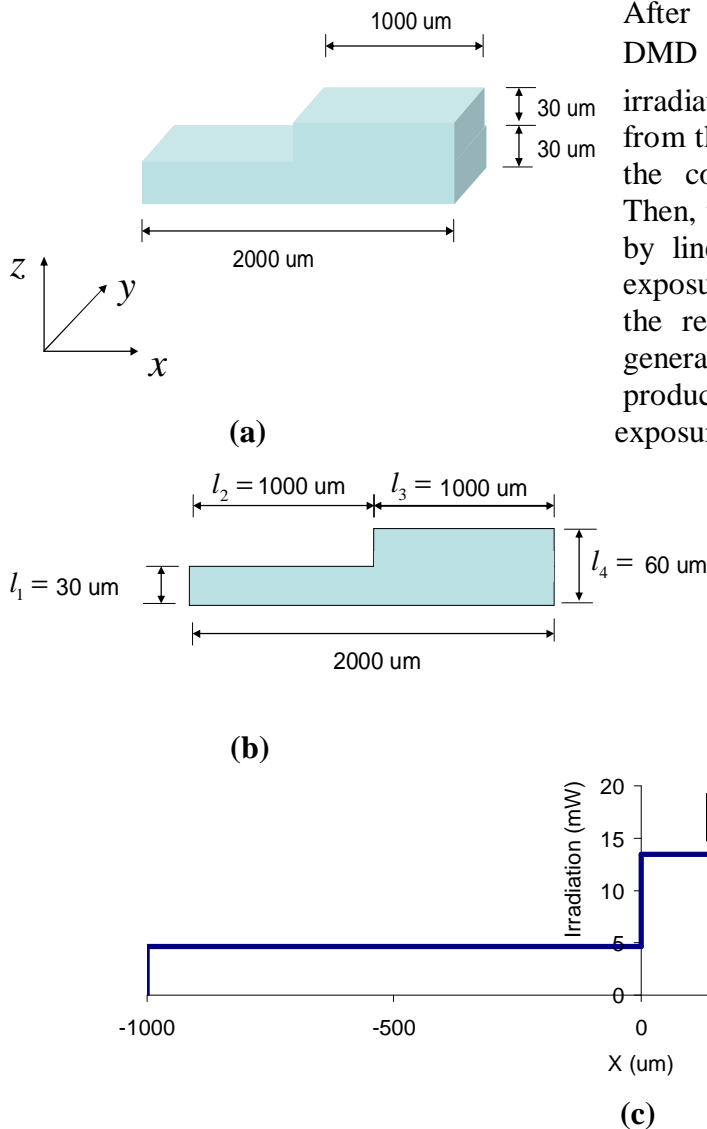 1000 um
30 um
30 um
2000 um
z
y
x
(a)
After
DMD
irradiat
from th
the co
Then,
by line
exposu
the re
genera
produc
exposur
l₂ = 1000 um
l₃ = 1000 um
l₁ = 30 um
l₄ = 60 um
2000 um
(b)
Irradiation (mW)
20
15
10
5
0
-1000
-500
0
X (um)
(c)